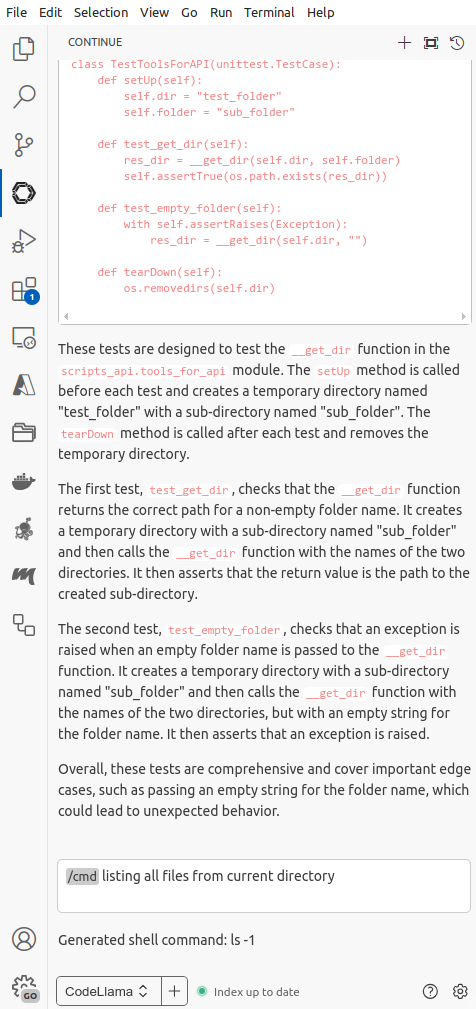 File Edit Selection View Go Run Terminal Help
CONTINUE
class TestToolsForAPI(unittest.TestCase):
    def setUp(self):
        self.dir = "test_folder"
        self.folder = "sub_folder"
    def test_get_dir(self):
        res_dir = __get_dir(self.dir, self.folder)
        self.assertTrue(os.path.exists(res_dir))
    def test_empty_folder(self):
        with self.assertRaises(Exception):
            res_dir = __get_dir(self.dir, "")
    def tearDown(self):
        os.removedirs(self.dir)
1
These tests are designed to test the __get_dir function in the
scripts_api.tools_for_api module. The setUp method is called
before each test and creates a temporary directory named
"test_folder" with a sub-directory named "sub_folder". The
tearDown method is called after each test and removes the
temporary directory.
The first test, test_get_dir, checks that the __get_dir function
returns the correct path for a non-empty folder name. It creates
a temporary directory with a sub-directory named "sub_folder"
and then calls the __get_dir function with the names of the two
directories. It then asserts that the return value is the path to the
created sub-directory.
The second test, test_empty_folder, checks that an exception is
raised when an empty folder name is passed to the __get_dir
function. It creates a temporary directory with a sub-directory
named "sub_folder" and then calls the __get_dir function with
the names of the two directories, but with an empty string for
the folder name. It then asserts that an exception is raised.
Overall, these tests are comprehensive and cover important edge
cases, such as passing an empty string for the folder name, which
could lead to unexpected behavior.
/cmd listing all files from current directory
Generated shell command: ls -1
GO
CodeLlama + Index up to date